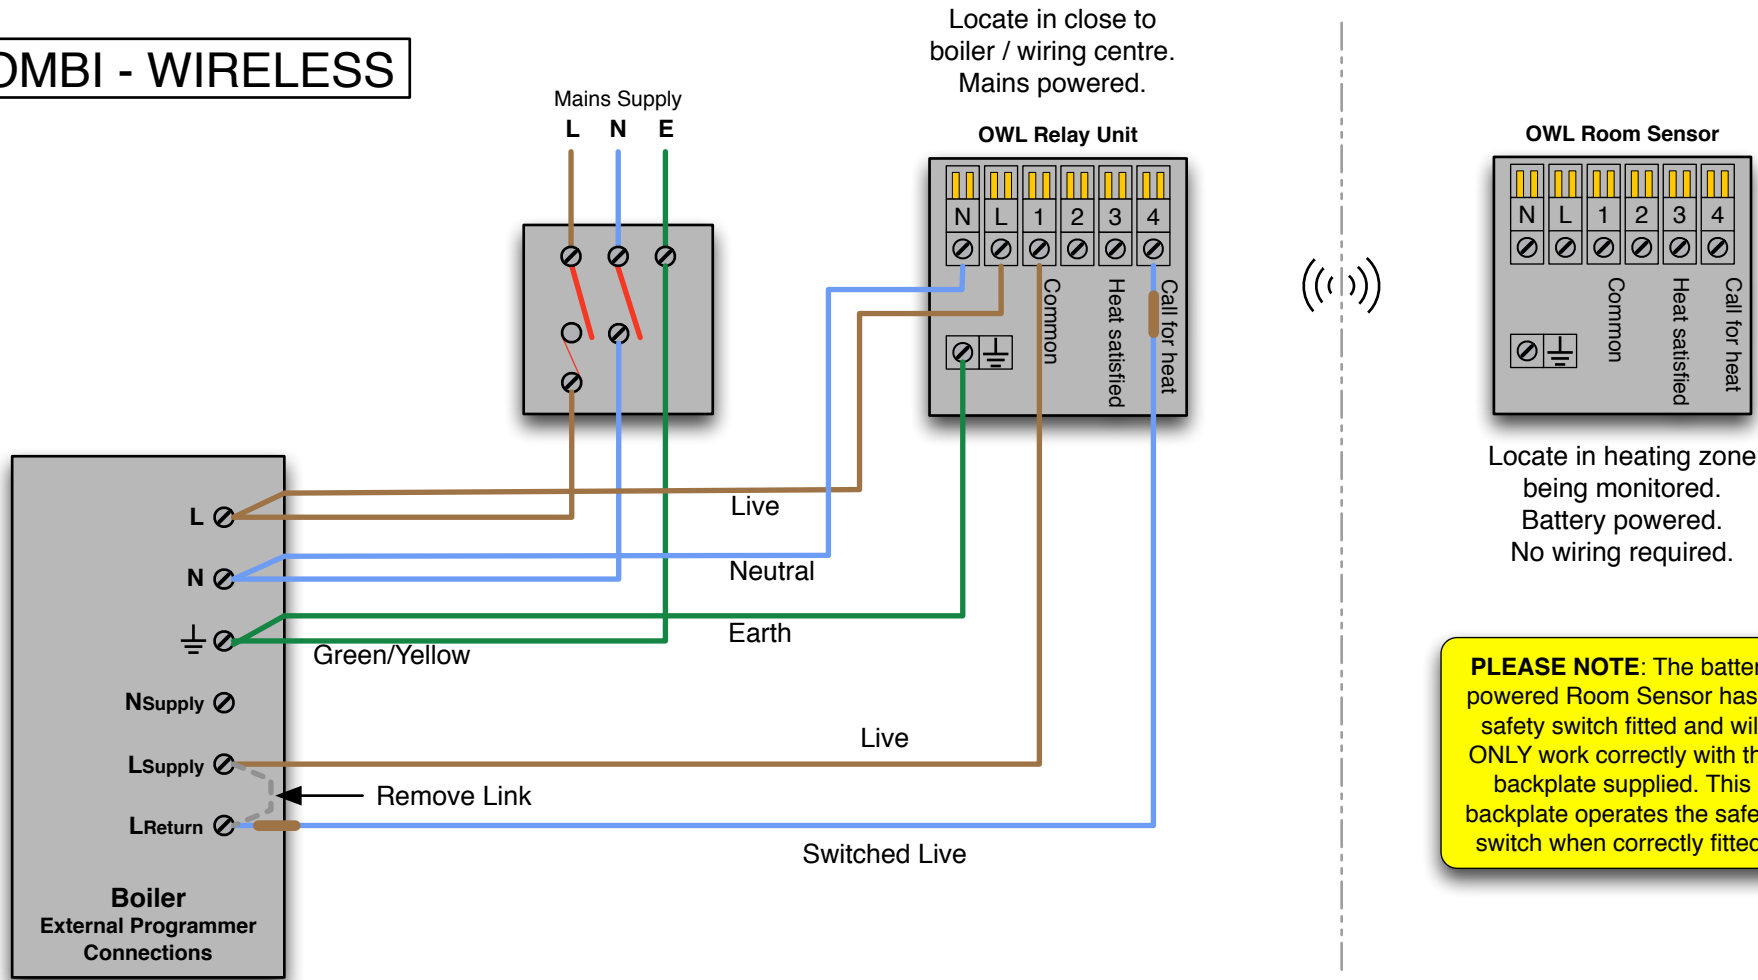 OMBI - WIRELESS
Locate in close to
boiler / wiring centre.
Mains powered.
Mains Supply
L N E
OWL Relay Unit
N L 1 2 3 4
Common
Heat satisfied
Call for heat
OWL Room Sensor
N L 1 2 3 4
Common
Heat satisfied
Call for heat
Locate in heating zone
being monitored.
Battery powered.
No wiring required.
L
Live
N
Neutral
Earth
Green/Yellow
NSupply
LSupply
Live
Remove Link
LReturn
Switched Live
Boiler
External Programmer
Connections
PLEASE NOTE: The batter
powered Room Sensor has
safety switch fitted and wil
ONLY work correctly with th
backplate supplied. This
backplate operates the safe
switch when correctly fitted